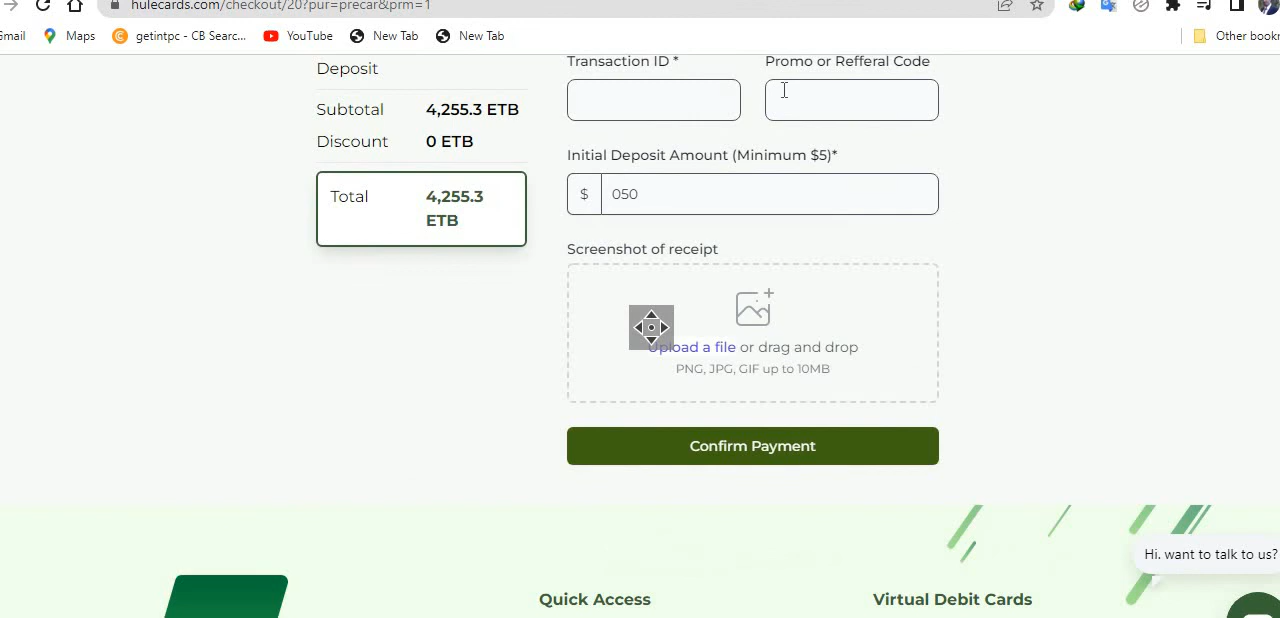 hulecards.com/checkout/20?pur=precar&prm=1
Gmail
Maps
getintpc - CB Searc...
YouTube
New Tab
New Tab
Other bookr
Deposit
Subtotal 4,255.3 ETB
Discount 0 ETB
Total 4,255.3
ETB
Transaction ID *
Promo or Refferal Code
Initial Deposit Amount (Minimum $5)*
$ 050
Screenshot of receipt
Upload a file or drag and drop
PNG, JPG, GIF up to 10MB
Confirm Payment
Hi. want to talk to us?
Quick Access
Virtual Debit Cards